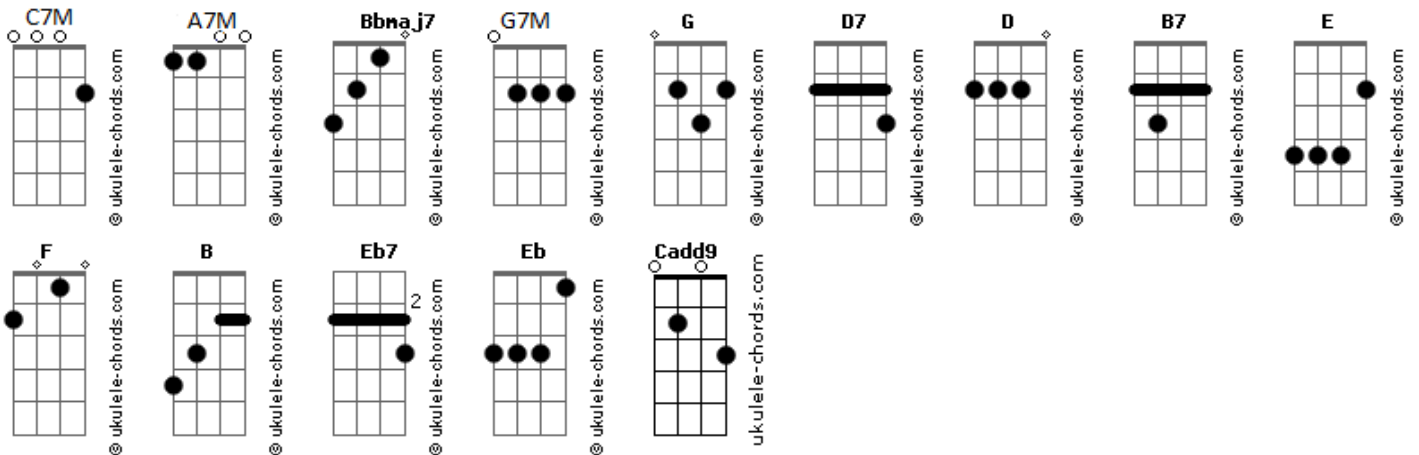 C7M A7M Bbmaj7 G7M G D7 D B7 E
© ukulele-chords.com © ukulele-chords.com © ukulele-chords.com © ukulele-chords.com © ukulele-chords.com © ukulele-chords.com © ukulele-chords.com © ukulele-chords.com © ukulele-chords.com
F B Eb7 Eb Cadd9
2
© ukulele-chords.com © ukulele-chords.com © ukulele-chords.com © ukulele-chords.com ukulele-chords.com